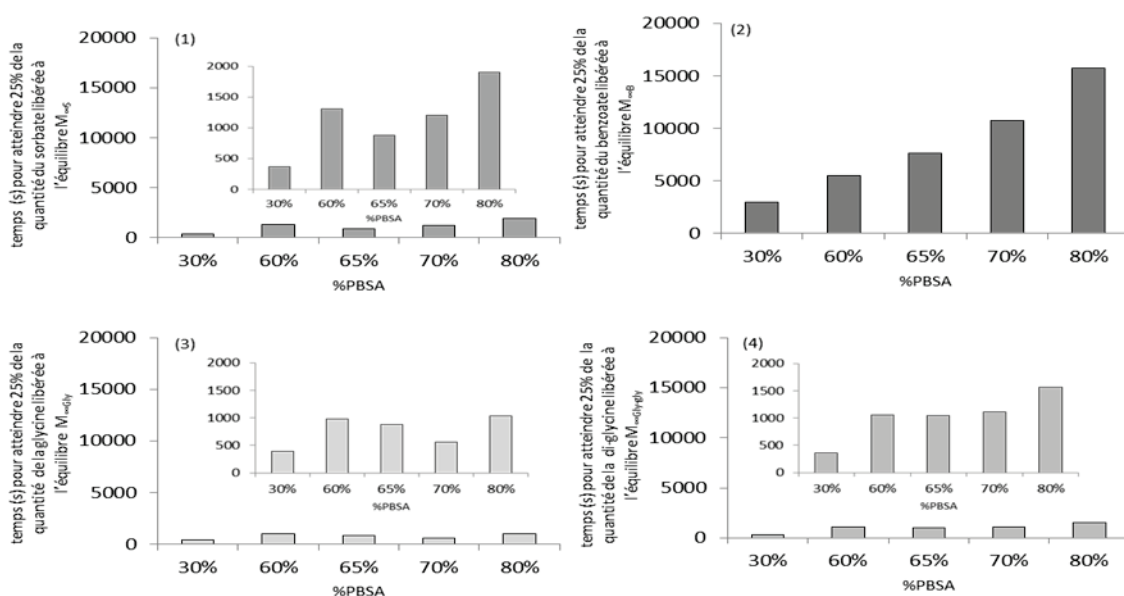 temps (s) pour atteindre 25% de la
quantité du sorbate libérée à
l'équilibre M∞S
(1)
20000
15000
10000
5000
0
30% 60% 65% 70% 80%
%PBSA
2000
1500
1000
500
0
30% 60% 65% 70% 80%
%PBSA
temps (s) pour atteindre 25% de la
quantité du benzoate libérée à
l'équilibre M∞B
(2)
20000
15000
10000
5000
0
30% 60% 65% 70% 80%
%PBSA
temps (s) pour atteindre 25% de la
quantité de la glycine libérée à
l'équilibre M∞Gly
(3)
20000
15000
10000
5000
0
30% 60% 65% 70% 80%
%PBSA
2000
1500
1000
500
0
30% 60% 65% 70% 80%
%PBSA
temps (s) pour atteindre 25% de la
quantité de la di-glycine libérée à
l'équilibre M∞Gly-gly
(4)
20000
15000
10000
5000
0
30% 60% 65% 70% 80%
%PBSA
2000
1500
1000
500
0
30% 60% 65% 70% 80%
%PBSA